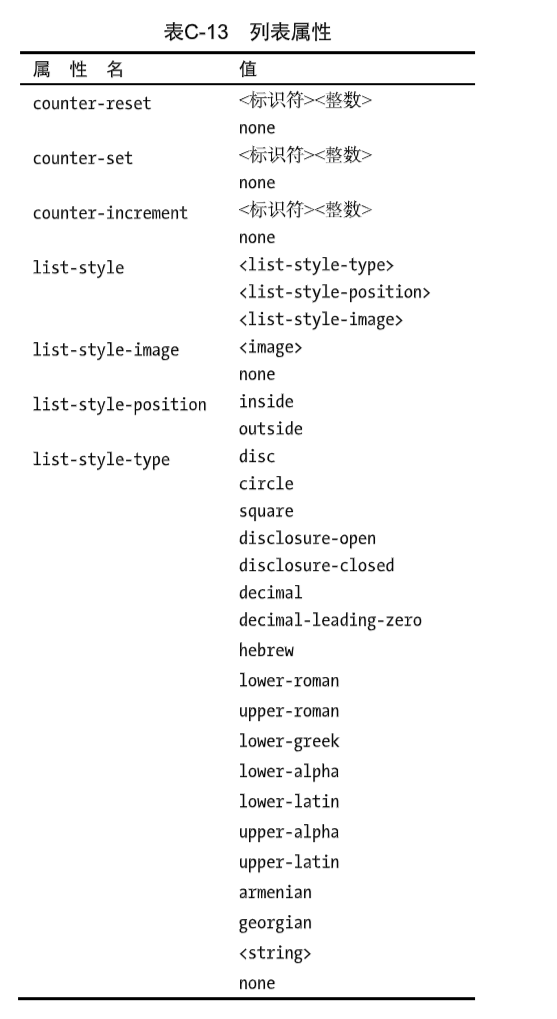 表C-13 列表属性
属 性 名 值
counter-reset <标识符><整数>
none
counter-set <标识符><整数>
none
counter-increment <标识符><整数>
none
list-style <list-style-type>
<list-style-position>
<list-style-image>
list-style-image <image>
none
list-style-position inside
outside
list-style-type disc
circle
square
disclosure-open
disclosure-closed
decimal
decimal-leading-zero
hebrew
lower-roman
upper-roman
lower-greek
lower-alpha
lower-latin
upper-alpha
upper-latin
armenian
georgian
<string>
none